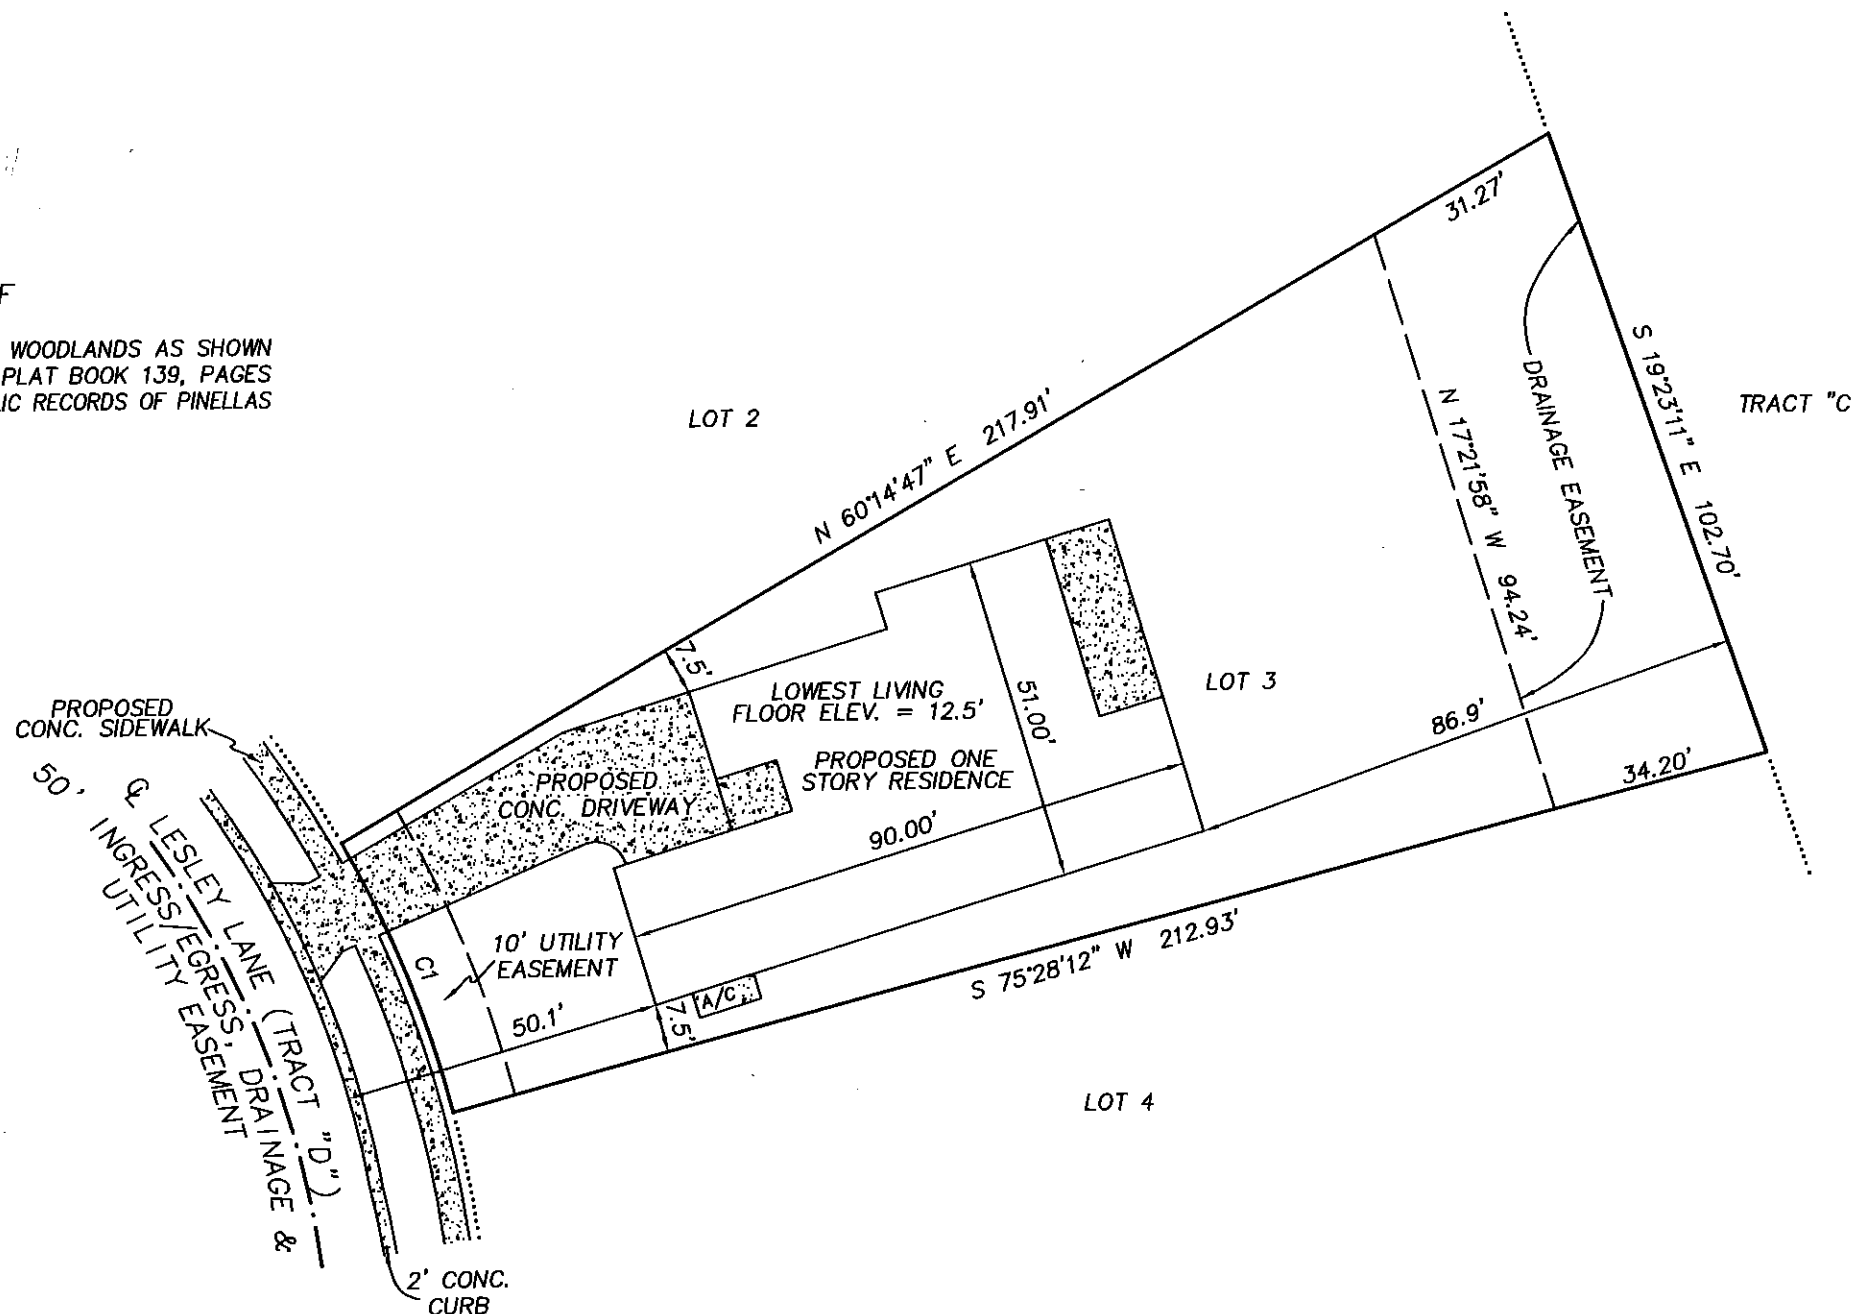 F
WOODLANDS AS SHOWN
PLAT BOOK 139, PAGES
IC RECORDS OF PINELLAS
LOT 2
N 60°14'47" E 217.91'
31.27'
S 19°23'11" E 102.70'
TRACT "C
DRAINAGE EASEMENT
N 17°21'58" W 94.24'
7.5'
LOWEST LIVING
FLOOR ELEV. = 12.5'
51.00'
LOT 3
86.9'
34.20'
PROPOSED
CONC. SIDEWALK
PROPOSED
CONC. DRIVEWAY
PROPOSED ONE
STORY RESIDENCE
90.00'
50' INGRESS/EGRESS, DRAINAGE &
UTILITY EASEMENT
℄ LESLEY LANE (TRACT "D")
C1
10' UTILITY
EASEMENT
50.1'
A/C
7.5'
S 75°28'12" W 212.93'
LOT 4
2' CONC.
CURB